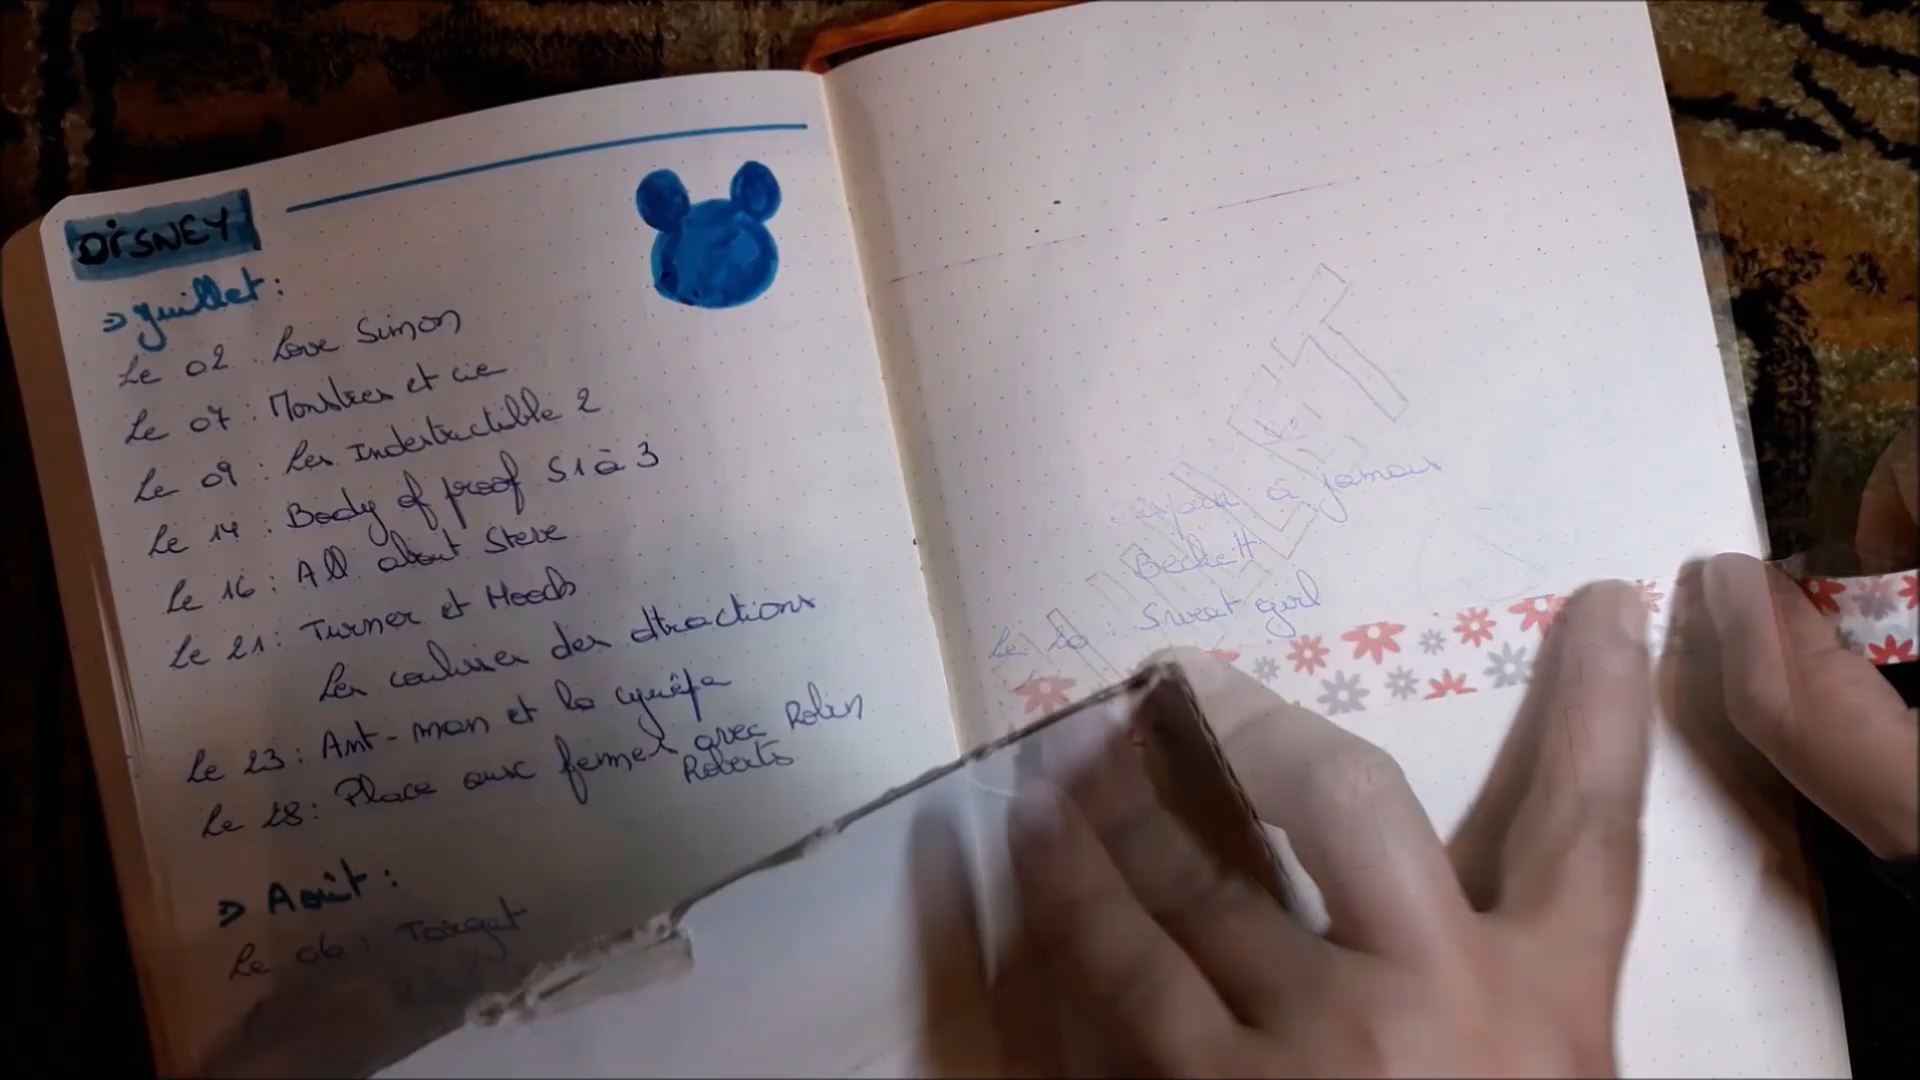 DiSNEY
⇒ Juillet :
Le 02 : Love Simon
Le 07 : Monstres et cie
Le 09 : Les Indestructible 2
Le 14 : Body of proof S1 à 3
Le 16 : All about Steve
Le 21 : Turner et Hooch
Les coulisses des attractions
Le 23 : Ant-man et la guêpe
Le 28 : Place aux femmes avec Robin
Roberts
⇒ Août :
Le 06 : Target
à jamais
Beckett
Le 20 : Sweet girl